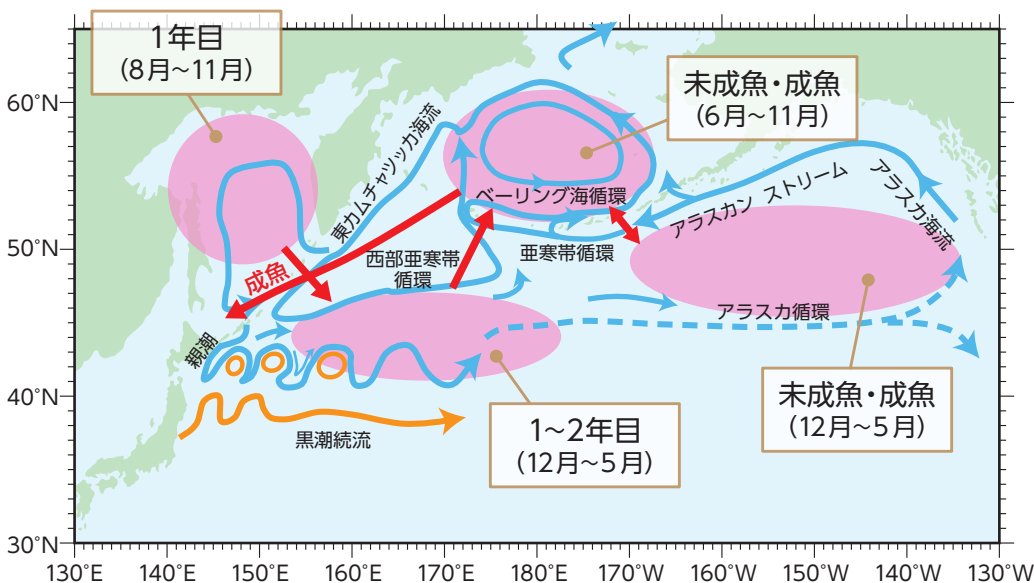 1年目
(8月〜11月)
未成魚・成魚
(6月〜11月)
60°N
50°N
40°N
30°N
東カムチャツッカ海流
ベーリング海循環
アラスカン ストリーム
アラスカ海流
成魚
西部亜寒帯
循環
亜寒帯循環
アラスカ循環
親潮
黒潮続流
1〜2年目
(12月〜5月)
未成魚・成魚
(12月〜5月)
130°E
140°E
150°E
160°E
170°E
180°E
170°W
160°W
150°W
140°W
130°W